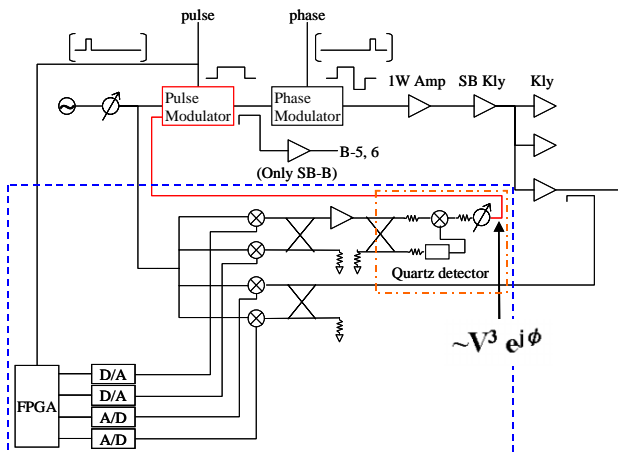 pulse
phase
1W Amp
SB Kly
Kly
Pulse
Modulator
Phase
Modulator
B-5, 6
(Only SB-B)
Quartz detector
~V³ e^jϕ
FPGA
D/A
D/A
A/D
A/D